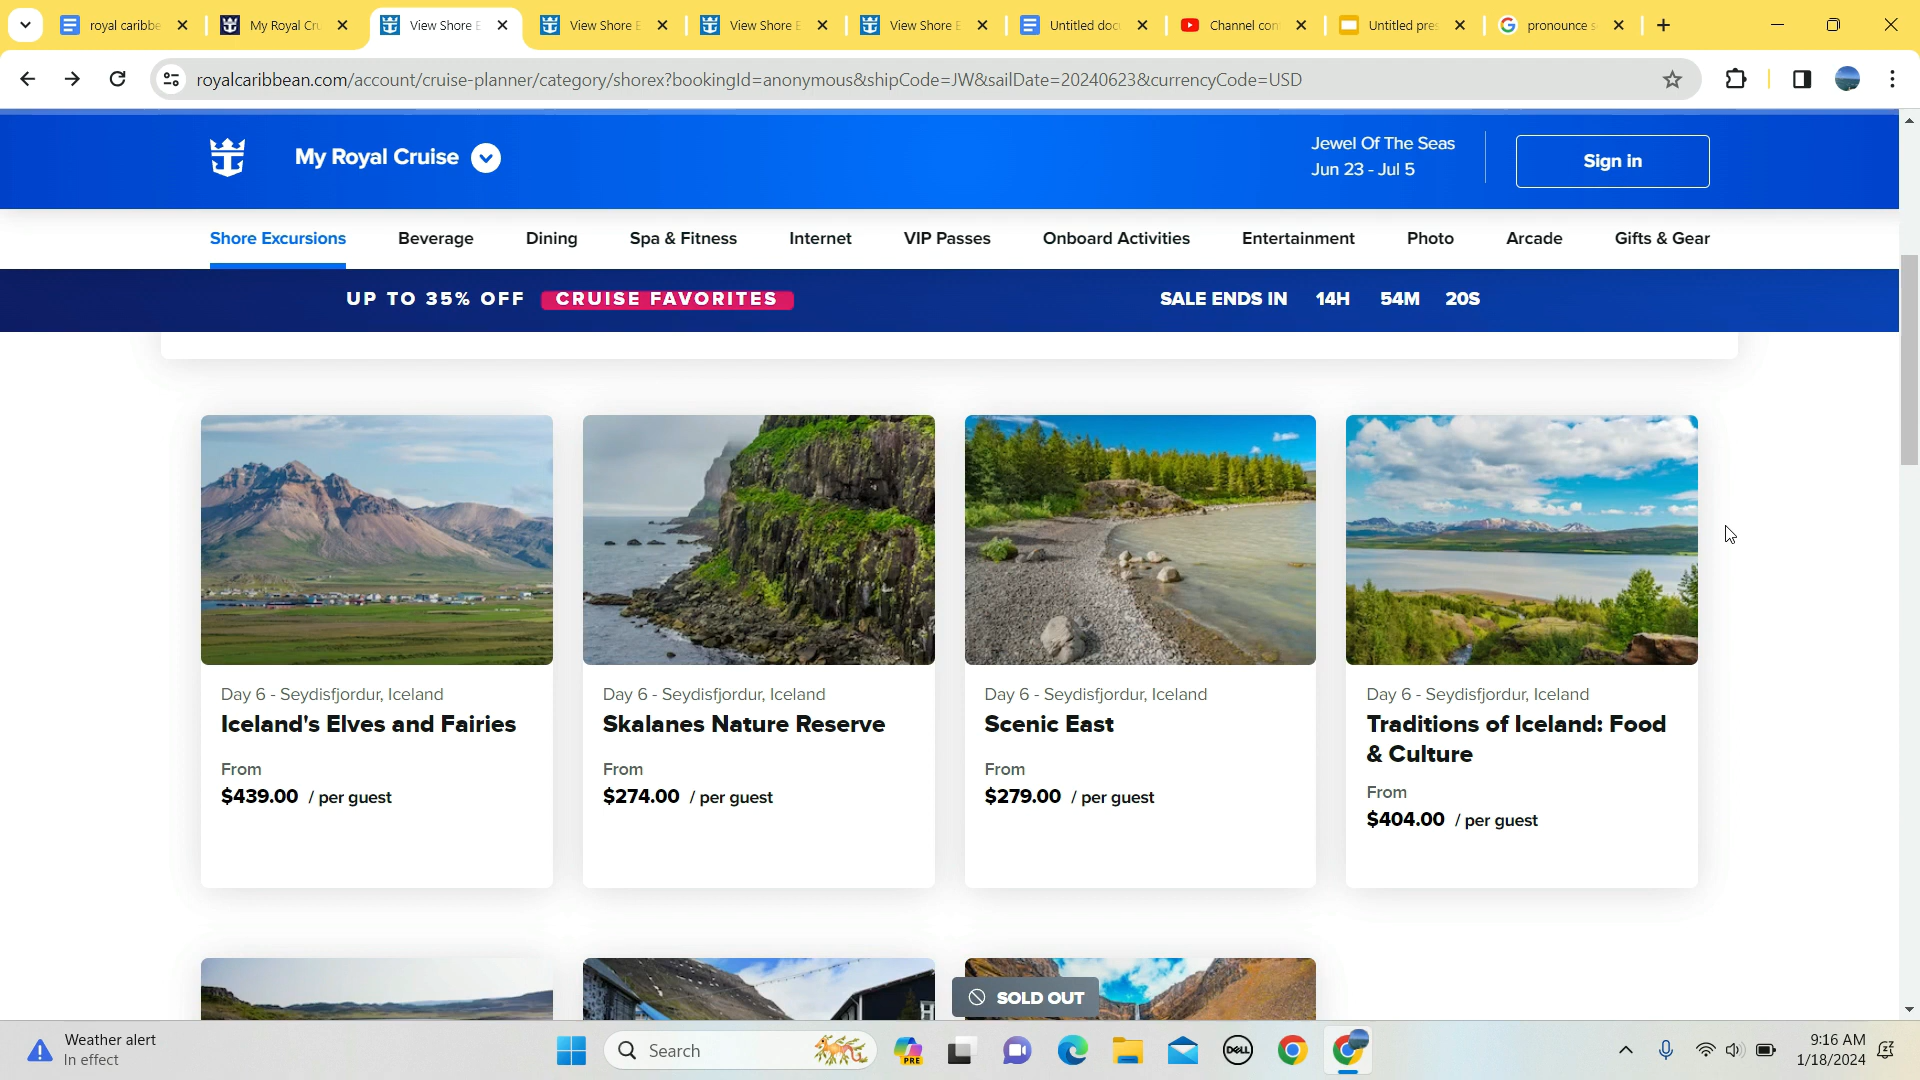 royal caribbe
My Royal Cru
View Shore E
View Shore E
View Shore E
View Shore E
Untitled doc
Channel con
Untitled pres
pronounce s
royalcaribbean.com/account/cruise-planner/category/shorex?bookingId=anonymous&shipCode=JW&sailDate=20240623&currencyCode=USD
My Royal Cruise
Jewel Of The Seas
Jun 23 - Jul 5
Sign in
Shore Excursions Beverage Dining Spa & Fitness Internet VIP Passes Onboard Activities Entertainment Photo Arcade Gifts & Gear
UP TO 35% OFF CRUISE FAVORITES SALE ENDS IN 14H 54M 20S
Day 6 - Seydisfjordur, Iceland
Iceland's Elves and Fairies
From
$439.00 / per guest
Day 6 - Seydisfjordur, Iceland
Skalanes Nature Reserve
From
$274.00 / per guest
Day 6 - Seydisfjordur, Iceland
Scenic East
From
$279.00 / per guest
Day 6 - Seydisfjordur, Iceland
Traditions of Iceland: Food
& Culture
From
$404.00 / per guest
SOLD OUT
Weather alert
In effect
Search
PRE
DELL
9:16 AM
1/18/2024